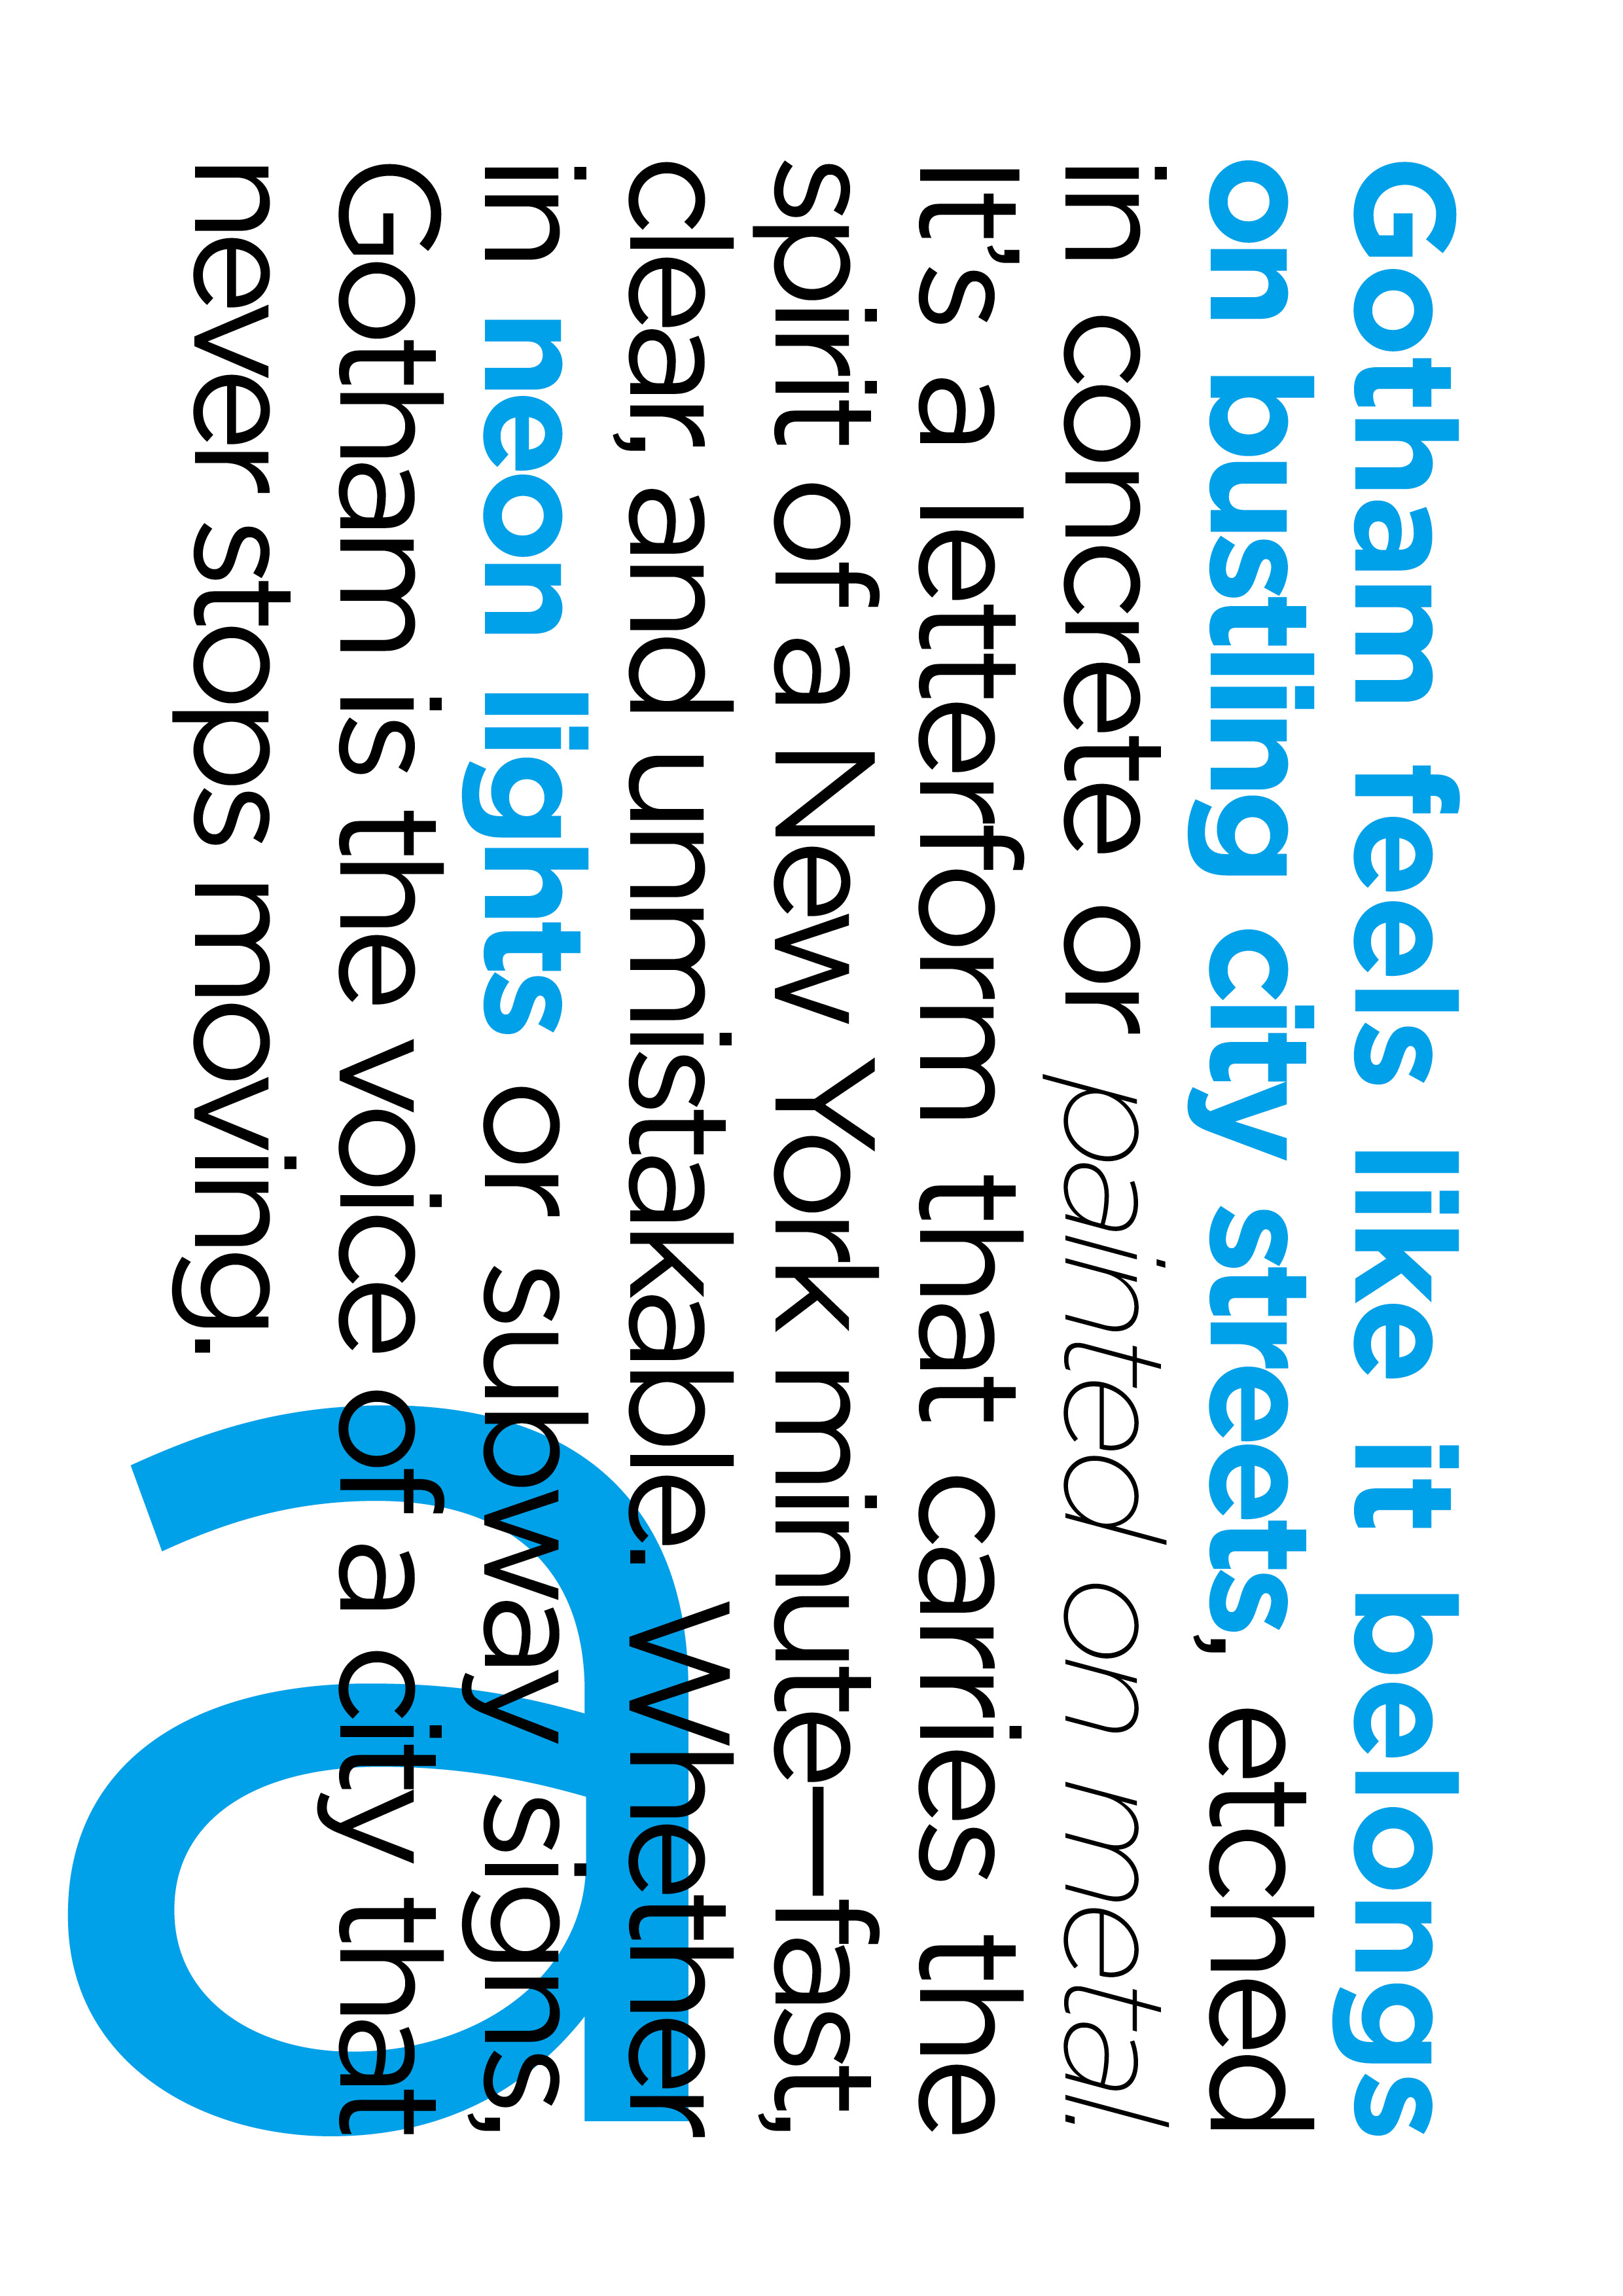 Gotham feels like it belongs
on bustling city streets, etched
in concrete or painted on metal.
It’s a letterform that carries the
spirit of a New York minute—fast,
clear, and unmistakable. Whether
in neon lights or subway signs,
Gotham is the voice of a city that
never stops moving.
a